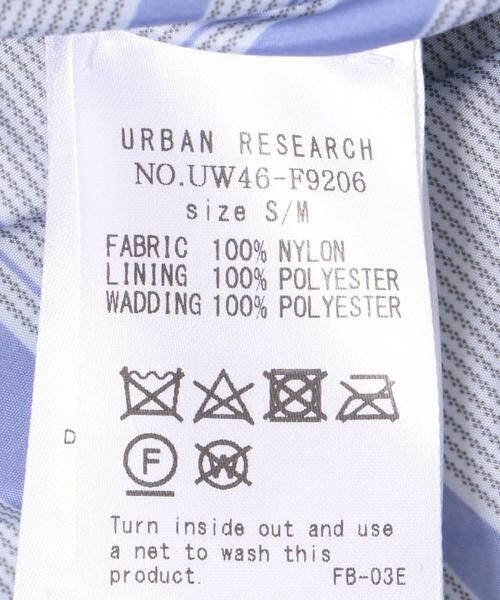 URBAN RESEARCH
NO.UW46-F9206
size S/M
FABRIC 100% NYLON
LINING 100% POLYESTER
WADDING 100% POLYESTER
F W
D
Turn inside out and use
a net to wash this
product. FB-03E